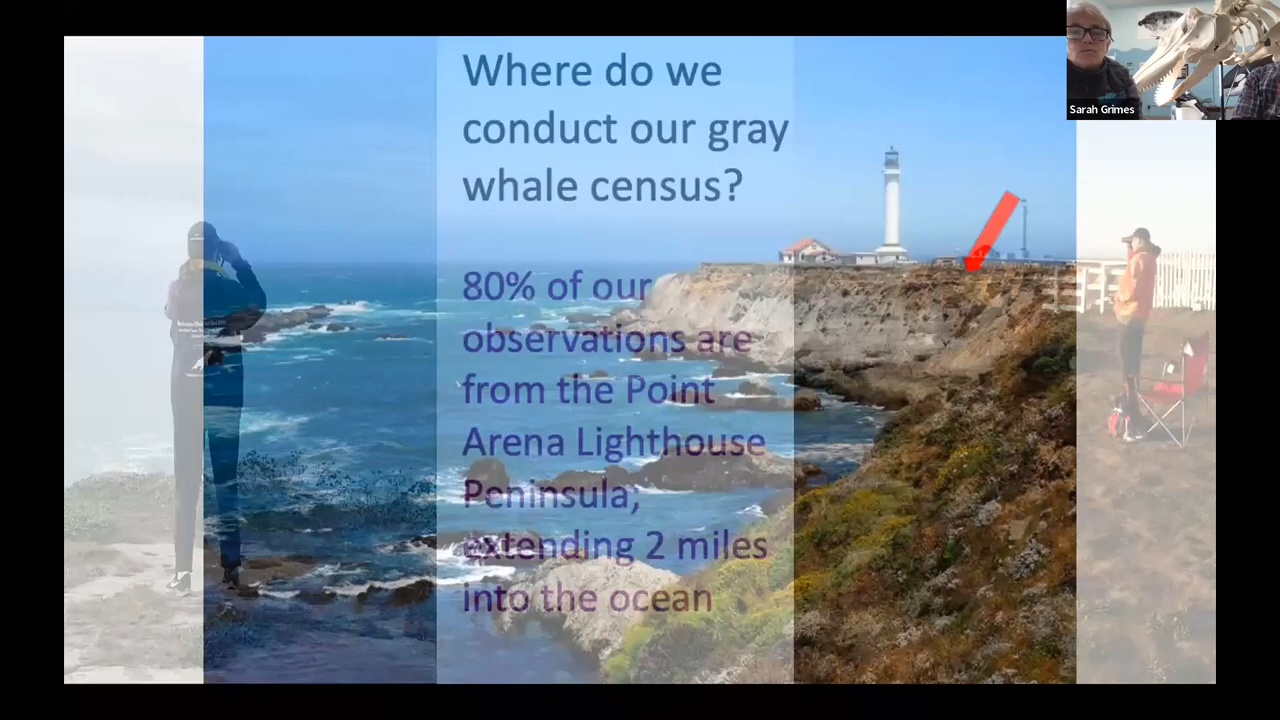 Where do we
conduct our gray
whale census?
80% of our
observations are
from the Point
Arena Lighthouse
Peninsula;
extending 2 miles
into the ocean
Sarah Grimes